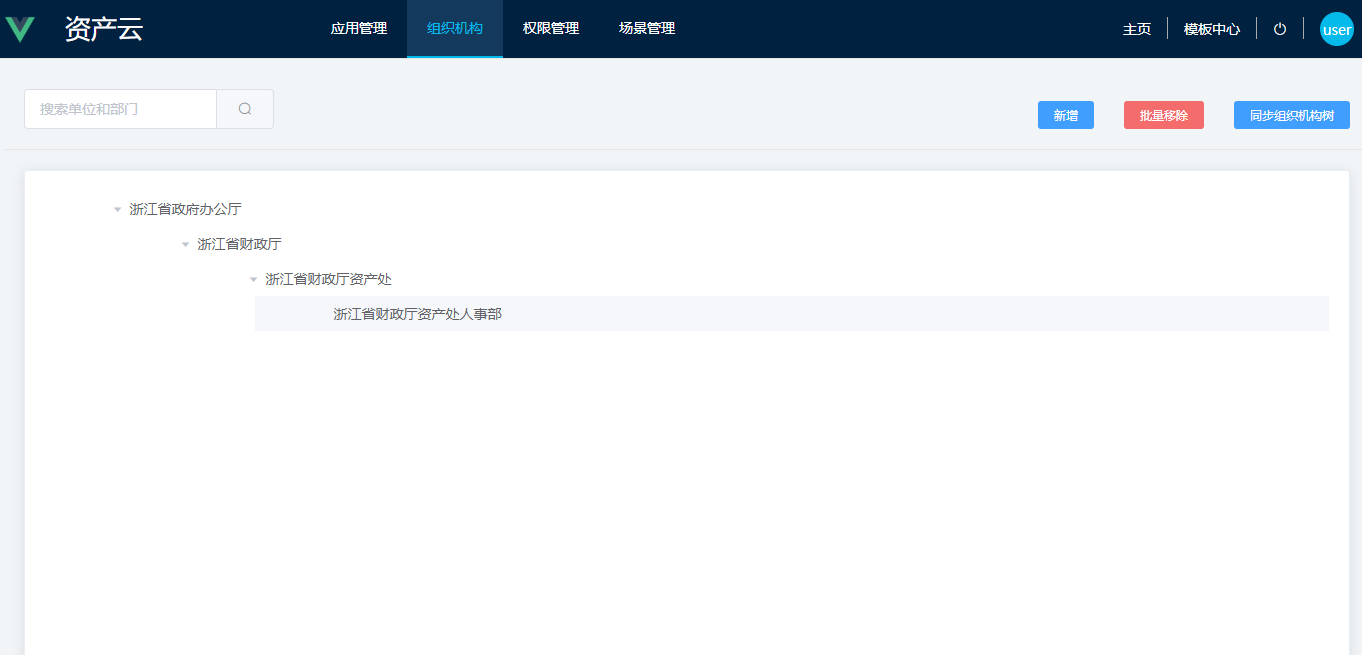 资产云 应用管理 组织机构 权限管理 场景管理 主页 模板中心 user
搜索单位和部门 新增 批量移除 同步组织机构树
浙江省政府办公厅
浙江省财政厅
浙江省财政厅资产处
浙江省财政厅资产处人事部